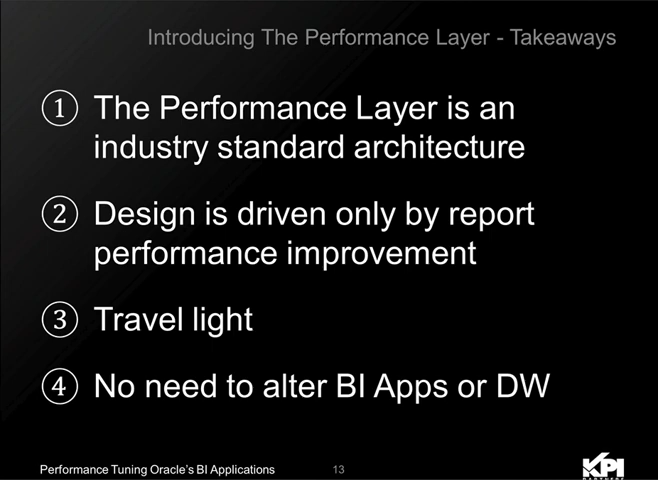 Introducing The Performance Layer - Takeaways
① The Performance Layer is an
industry standard architecture
② Design is driven only by report
performance improvement
③ Travel light
④ No need to alter BI Apps or DW
Performance Tuning Oracle's BI Applications 13
KPI
PARTNERS